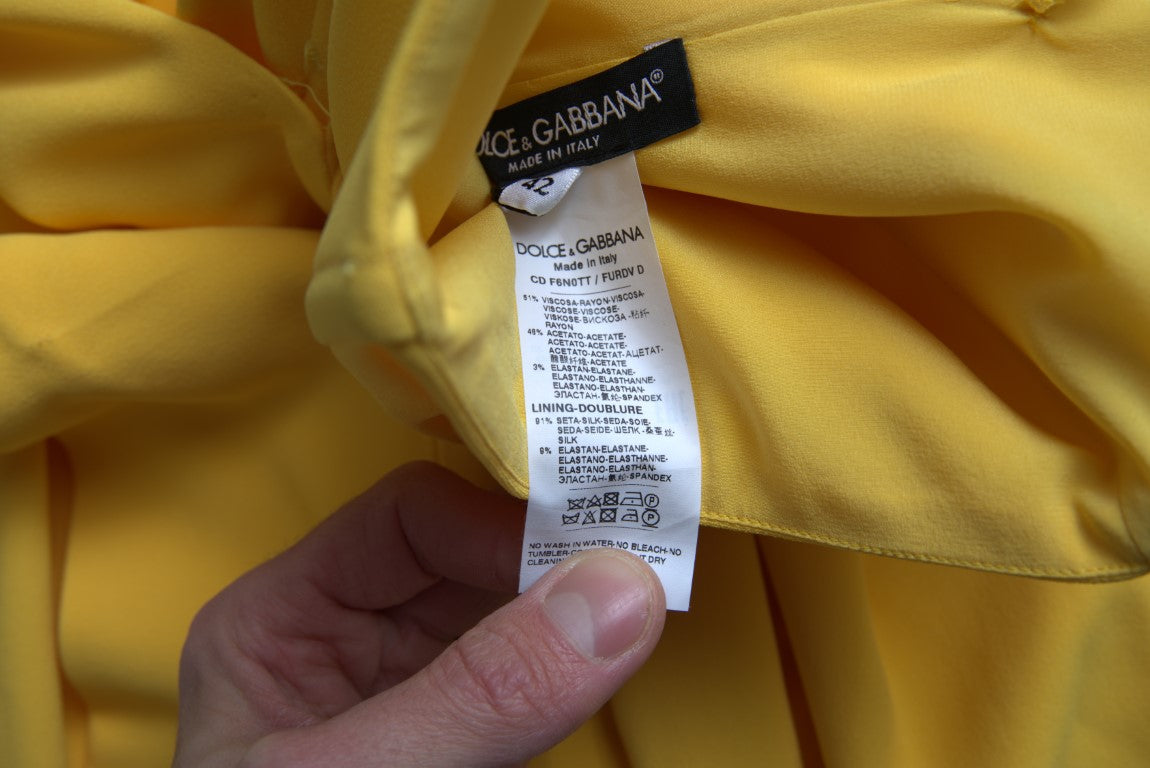 OLCE & GABBANA®
MADE IN ITALY
42
DOLCE & GABBANA
Made in Italy
CD F6N0TT / FURDV D
51% VISCOSA-RAYON-VISCOSA-
VISCOSE-VISCOSE-
VISKOSE-ВИСКОЗА-粘纤-
RAYON
46% ACETATO-ACETATE-
ACETATO-ACETATE-
ACETATO-ACETAT-АЦЕТАТ-
醋酯纤维-ACETATE
3% ELASTAN-ELASTANE-
ELASTANO-ELASTHANNE-
ELASTANO-ELASTHAN-
ЭЛАСТАН-氨纶-SPANDEX
LINING-DOUBLURE
91% SETA-SILK-SEDA-SOIE-
SEDA-SEIDE-ШЕЛК-桑蚕丝-
SILK
9% ELASTAN-ELASTANE-
ELASTANO-ELASTHANNE-
ELASTANO-ELASTHAN-
ЭЛАСТАН-氨纶-SPANDEX
NO WASH IN WATER-NO BLEACH-NO
TUMBLER-
CLEANIN DRY